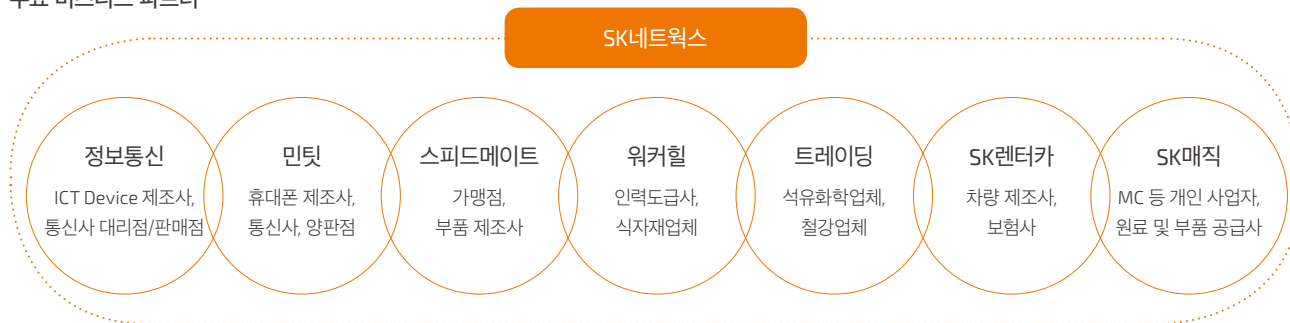 SK네트웍스
정보통신
ICT Device 제조사,
통신사 대리점/판매점
민팃
휴대폰 제조사,
통신사, 양판점
스피드메이트
가맹점,
부품 제조사
워커힐
인력도급사,
식자재업체
트레이딩
석유화학업체,
철강업체
SK렌터카
차량 제조사,
보험사
SK매직
MC 등 개인 사업자,
원료 및 부품 공급사